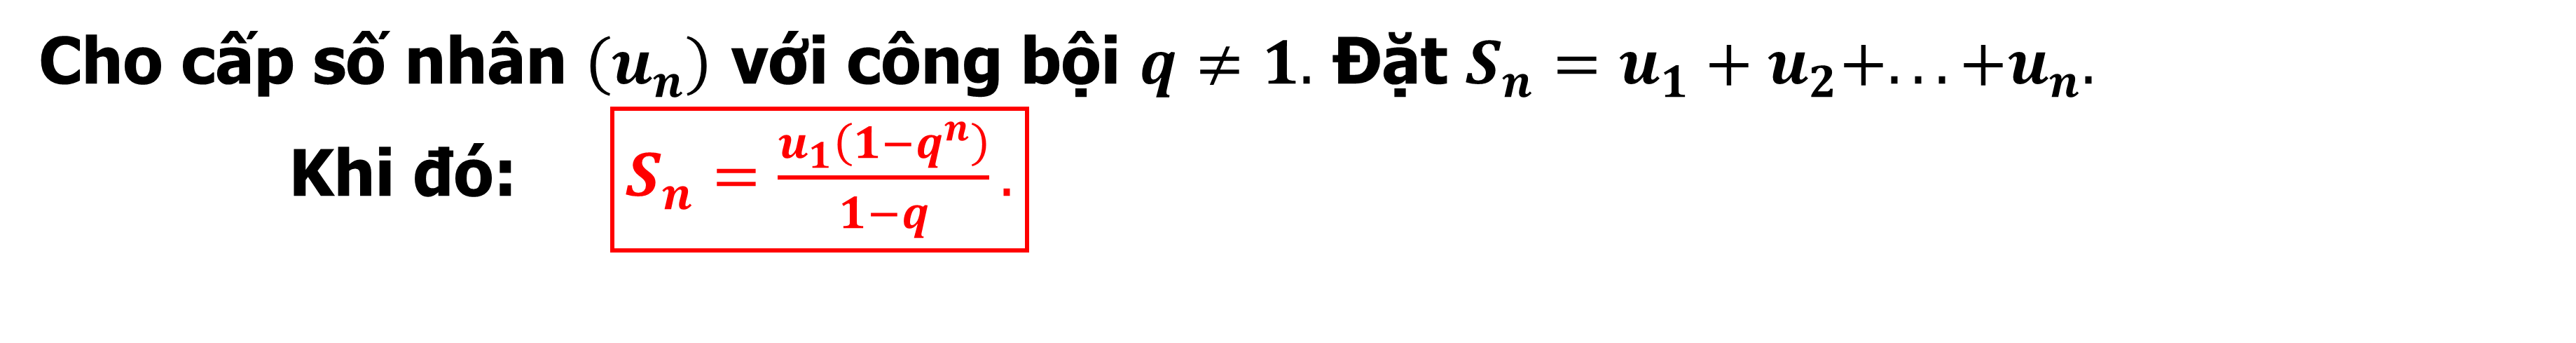 Cho cấp số nhân (uₙ) với công bội q ≠ 1. Đặt Sₙ = u₁ + u₂+. . . +uₙ.
Khi đó: Sₙ = u₁(1−qⁿ)/(1−q) .